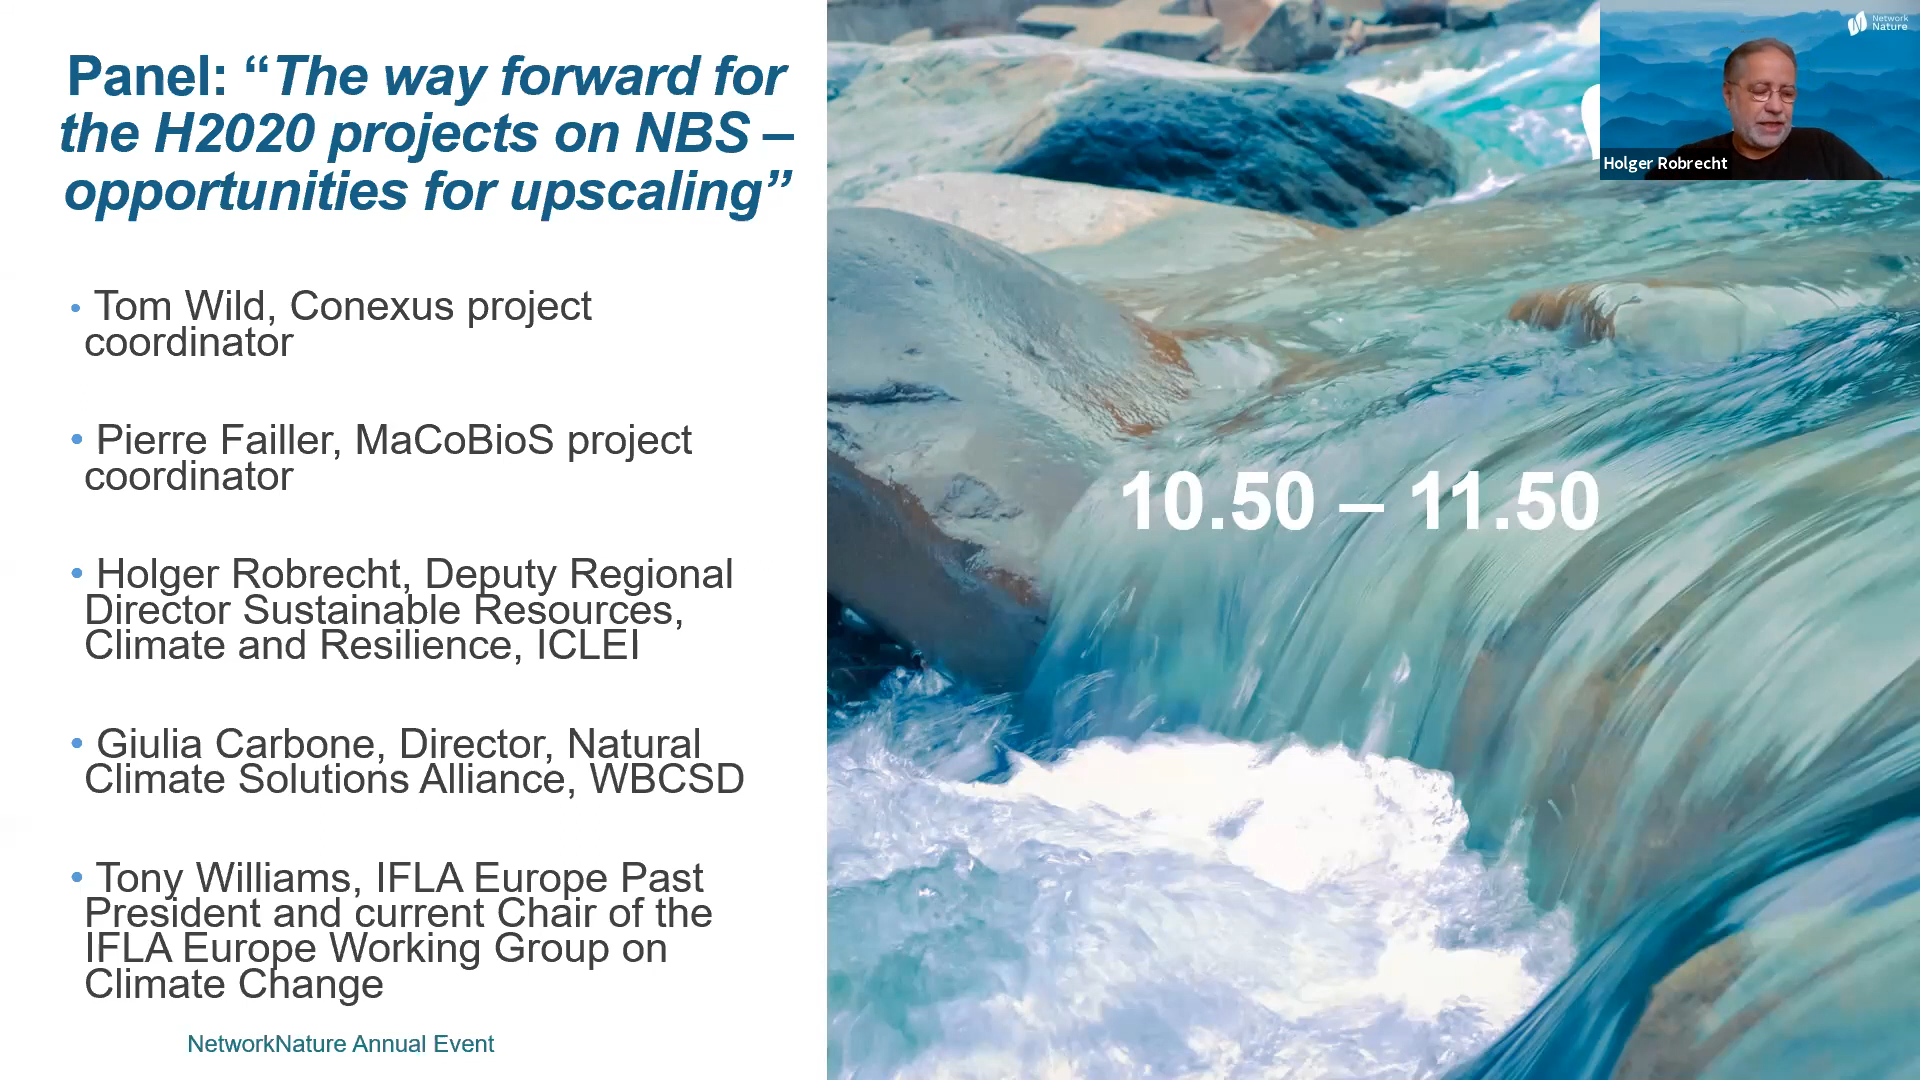 Panel: “The way forward for
the H2020 projects on NBS –
opportunities for upscaling”
• Tom Wild, Conexus project
coordinator
• Pierre Failler, MaCoBioS project
coordinator
• Holger Robrecht, Deputy Regional
Director Sustainable Resources,
Climate and Resilience, ICLEI
• Giulia Carbone, Director, Natural
Climate Solutions Alliance, WBCSD
• Tony Williams, IFLA Europe Past
President and current Chair of the
IFLA Europe Working Group on
Climate Change
NetworkNature Annual Event
10.50 – 11.50
Network
Nature
Holger Robrecht